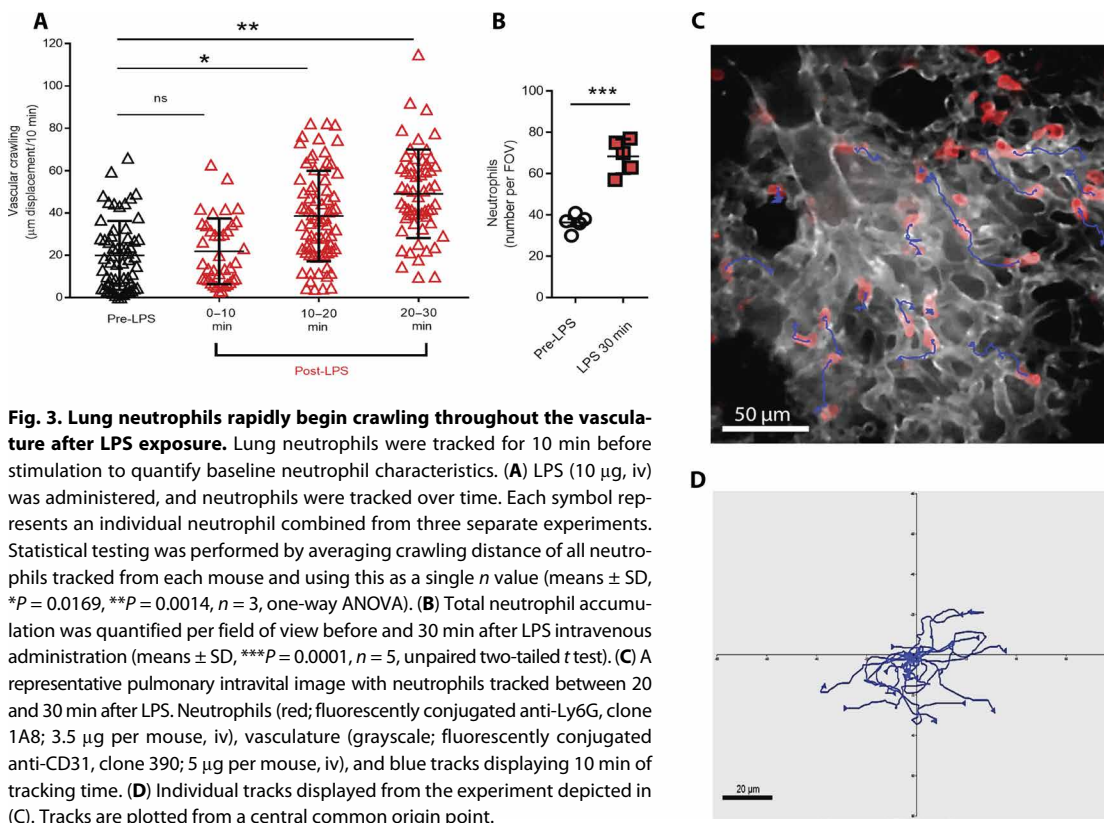 A
**
*
ns
120
100
80
60
40
20
0
Vascular crawling
(μm displacement/10 min)
Pre–LPS
0–10
min
10–20
min
20–30
min
Post-LPS
B
***
100
80
60
40
20
0
Neutrophils
(number per FOV)
Pre-LPS
LPS 30 min
C
50 μm
D
20 μm
Fig. 3. Lung neutrophils rapidly begin crawling throughout the vascula-
ture after LPS exposure. Lung neutrophils were tracked for 10 min before
stimulation to quantify baseline neutrophil characteristics. (A) LPS (10 μg, iv)
was administered, and neutrophils were tracked over time. Each symbol rep-
resents an individual neutrophil combined from three separate experiments.
Statistical testing was performed by averaging crawling distance of all neutro-
phils tracked from each mouse and using this as a single n value (means ± SD,
*P = 0.0169, **P = 0.0014, n = 3, one-way ANOVA). (B) Total neutrophil accumu-
lation was quantified per field of view before and 30 min after LPS intravenous
administration (means ± SD, ***P = 0.0001, n = 5, unpaired two-tailed t test). (C) A
representative pulmonary intravital image with neutrophils tracked between 20
and 30 min after LPS. Neutrophils (red; fluorescently conjugated anti-Ly6G, clone
1A8; 3.5 μg per mouse, iv), vasculature (grayscale; fluorescently conjugated
anti-CD31, clone 390; 5 μg per mouse, iv), and blue tracks displaying 10 min of
tracking time. (D) Individual tracks displayed from the experiment depicted in
(C). Tracks are plotted from a central common origin point.